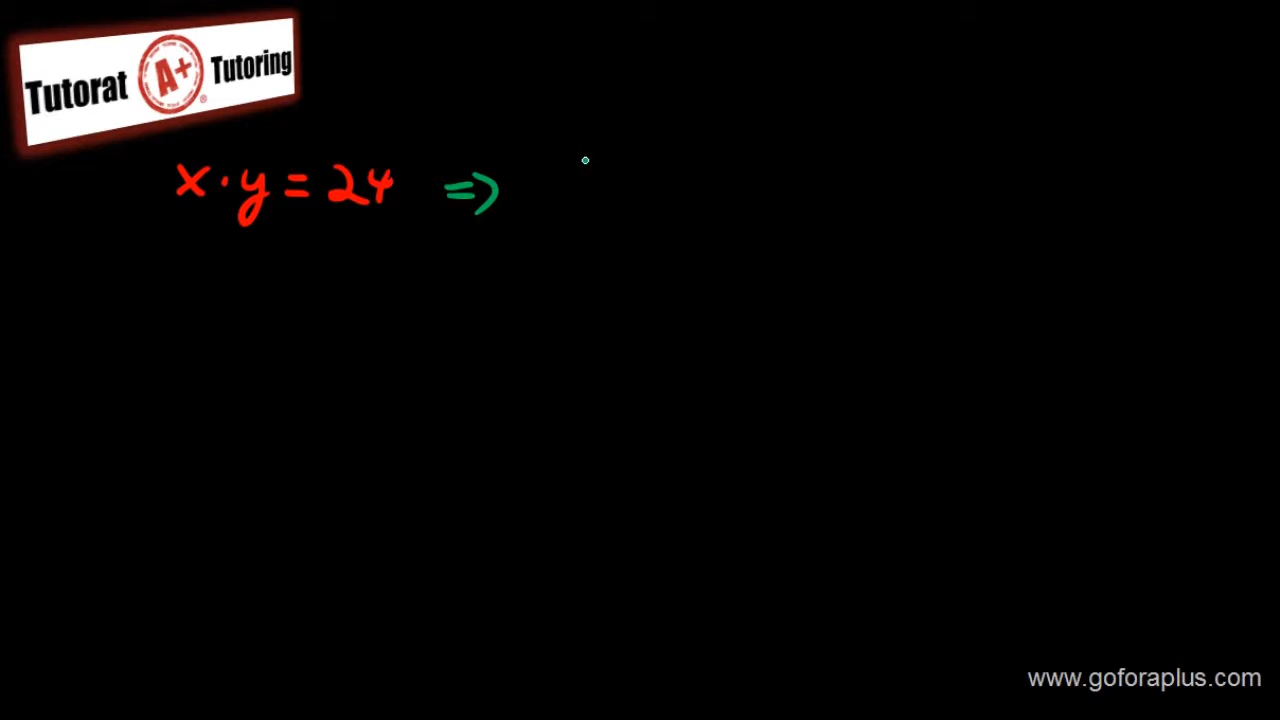 Tutorat A+ Tutoring
x · y = 24 ⇒
www.goforaplus.com